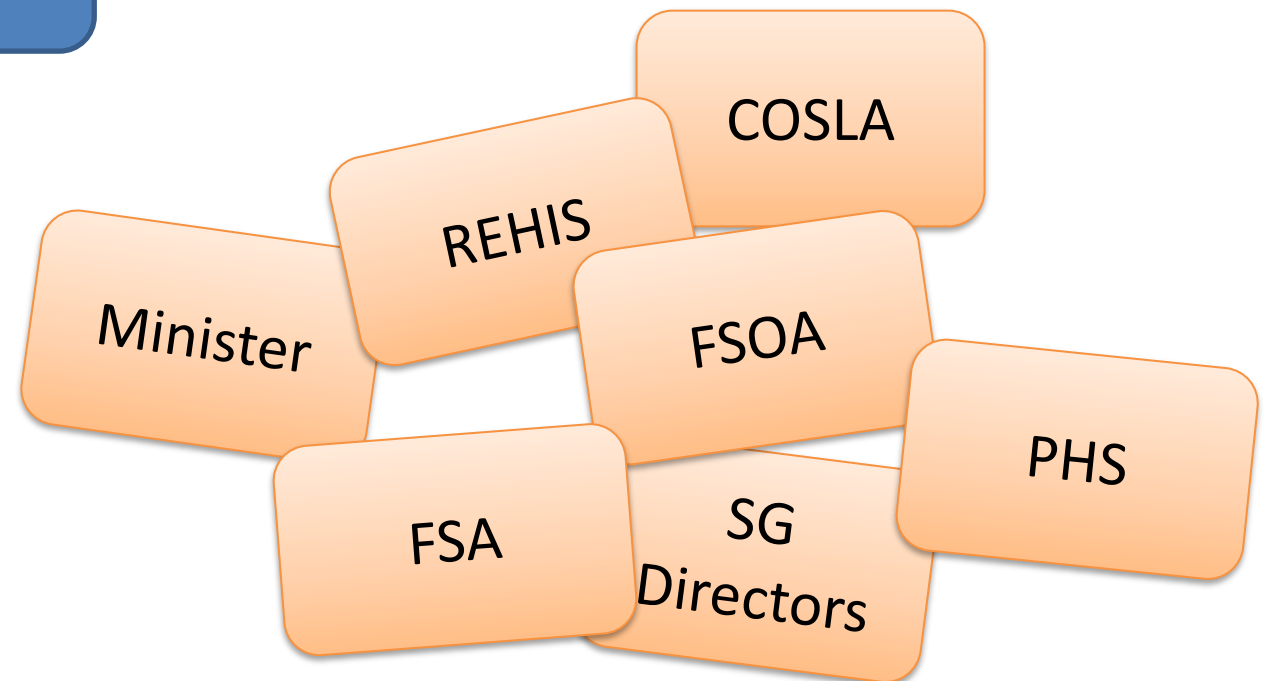 COSLA
REHIS
Minister
FSOA
PHS
FSA
SG
Directors